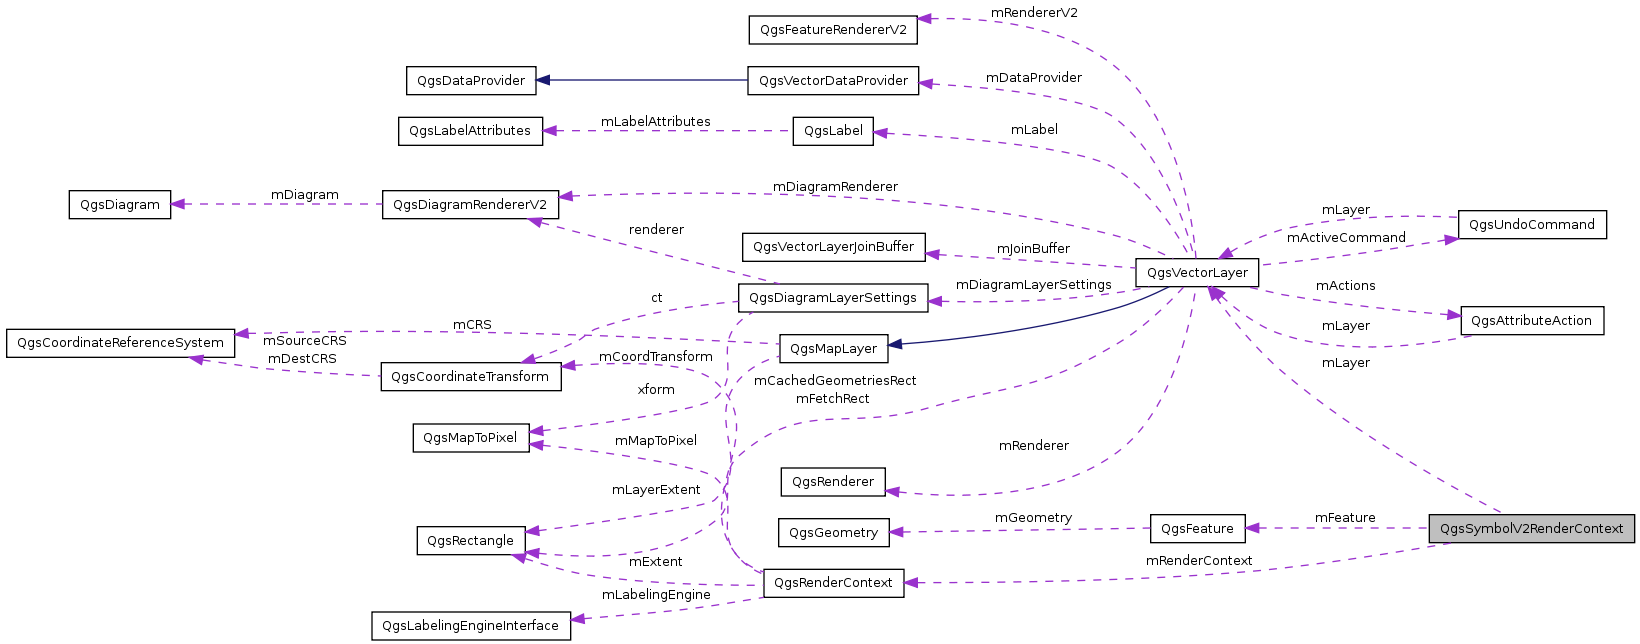 mRendererV2
QgsFeatureRendererV2
QgsDataProvider
QgsVectorDataProvider
mDataProvider
QgsLabelAttributes
mLabelAttributes
QgsLabel
mLabel
QgsDiagram
mDiagram
QgsDiagramRendererV2
mDiagramRenderer
renderer
QgsVectorLayerJoinBuffer
mJoinBuffer
mLayer
QgsUndoCommand
mActiveCommand
QgsVectorLayer
ct
QgsDiagramLayerSettings
mDiagramLayerSettings
mActions
QgsAttributeAction
mLayer
mLayer
QgsCoordinateReferenceSystem
mCRS
mSourceCRS
mDestCRS
QgsMapLayer
QgsCoordinateTransform
mCoordTransform
xform
mCachedGeometriesRect
mFetchRect
QgsMapToPixel
mMapToPixel
mRenderer
QgsRenderer
mLayerExtent
QgsRectangle
QgsGeometry
mGeometry
QgsFeature
mFeature
QgsSymbolV2RenderContext
mExtent
QgsRenderContext
mRenderContext
mLabelingEngine
QgsLabelingEngineInterface